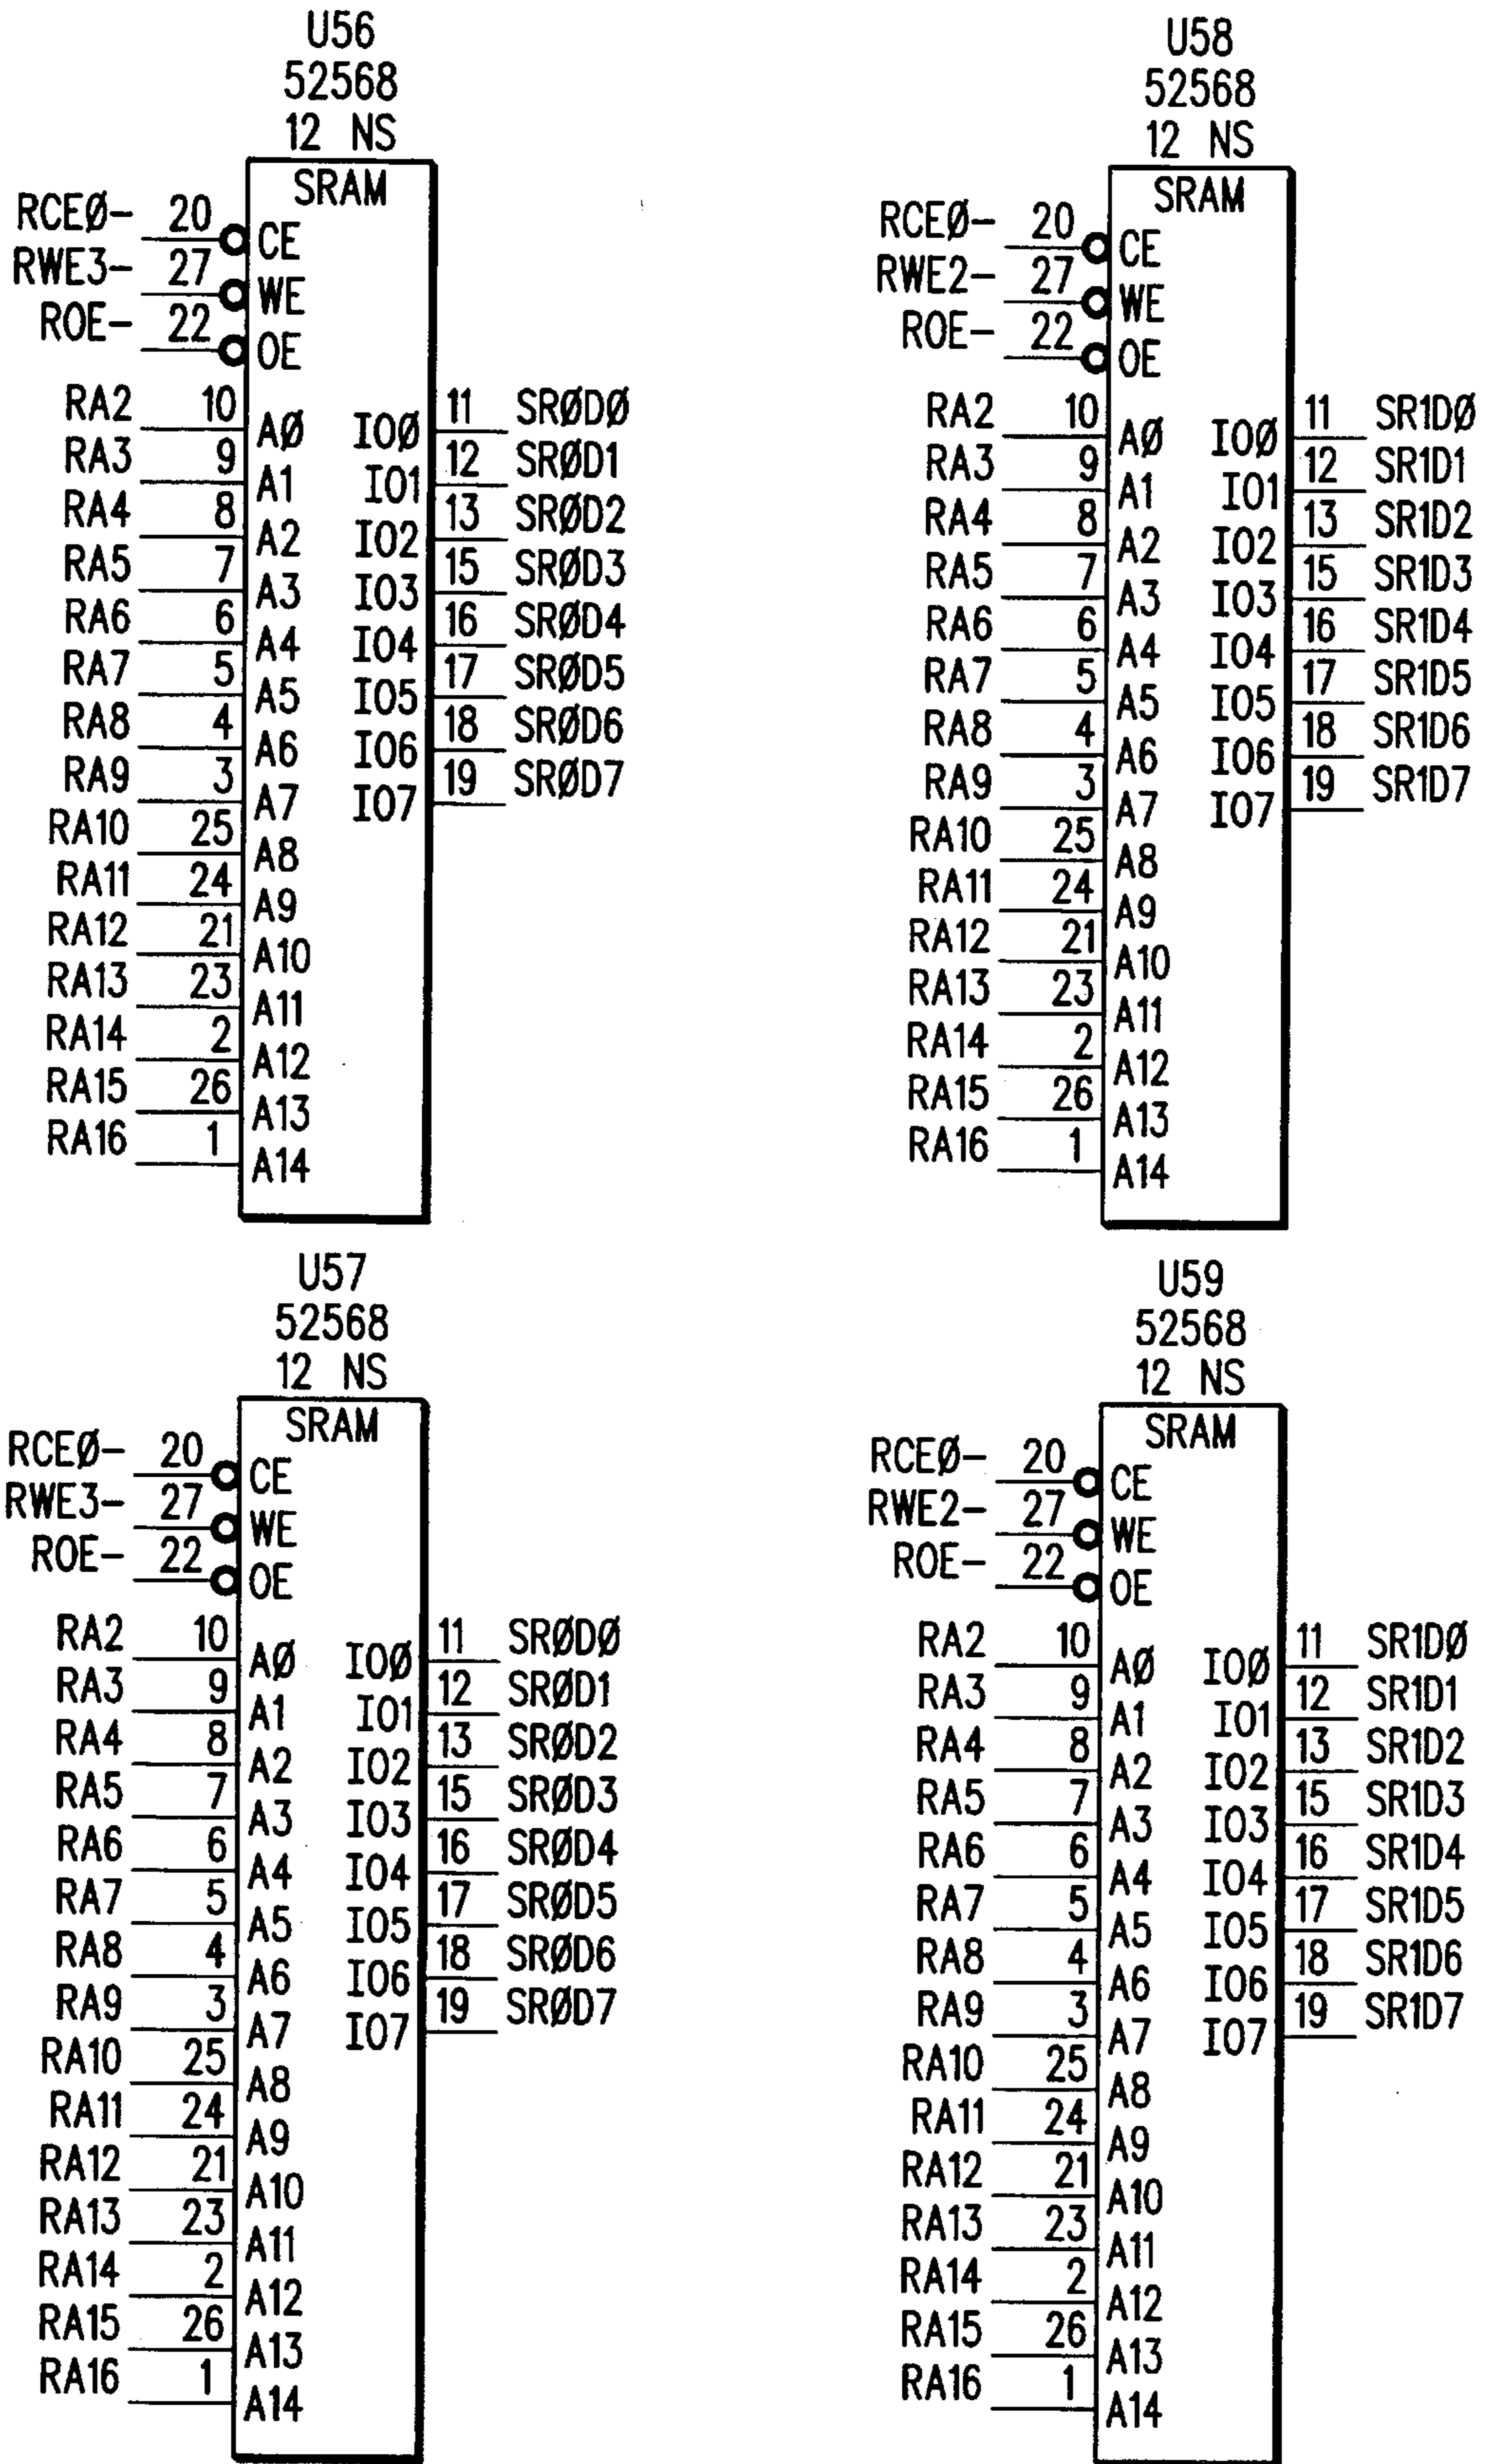 U56
52568
12 NS
SRAM
RCEØ- 20 CE
RWE3- 27 WE
ROE- 22 OE
RA2 10 AØ IOØ 11 SRØDØ
RA3 9 A1 IO1 12 SRØD1
RA4 8 A2 IO2 13 SRØD2
RA5 7 A3 IO3 15 SRØD3
RA6 6 A4 IO4 16 SRØD4
RA7 5 A5 IO5 17 SRØD5
RA8 4 A6 IO6 18 SRØD6
RA9 3 A7 IO7 19 SRØD7
RA10 25 A8
RA11 24 A9
RA12 21 A10
RA13 23 A11
RA14 2 A12
RA15 26 A13
RA16 1 A14
U58
52568
12 NS
SRAM
RCEØ- 20 CE
RWE2- 27 WE
ROE- 22 OE
RA2 10 AØ IOØ 11 SR1DØ
RA3 9 A1 IO1 12 SR1D1
RA4 8 A2 IO2 13 SR1D2
RA5 7 A3 IO3 15 SR1D3
RA6 6 A4 IO4 16 SR1D4
RA7 5 A5 IO5 17 SR1D5
RA8 4 A6 IO6 18 SR1D6
RA9 3 A7 IO7 19 SR1D7
RA10 25 A8
RA11 24 A9
RA12 21 A10
RA13 23 A11
RA14 2 A12
RA15 26 A13
RA16 1 A14
U57
52568
12 NS
SRAM
RCEØ- 20 CE
RWE3- 27 WE
ROE- 22 OE
RA2 10 AØ IOØ 11 SRØDØ
RA3 9 A1 IO1 12 SRØD1
RA4 8 A2 IO2 13 SRØD2
RA5 7 A3 IO3 15 SRØD3
RA6 6 A4 IO4 16 SRØD4
RA7 5 A5 IO5 17 SRØD5
RA8 4 A6 IO6 18 SRØD6
RA9 3 A7 IO7 19 SRØD7
RA10 25 A8
RA11 24 A9
RA12 21 A10
RA13 23 A11
RA14 2 A12
RA15 26 A13
RA16 1 A14
U59
52568
12 NS
SRAM
RCEØ- 20 CE
RWE2- 27 WE
ROE- 22 OE
RA2 10 AØ IOØ 11 SR1DØ
RA3 9 A1 IO1 12 SR1D1
RA4 8 A2 IO2 13 SR1D2
RA5 7 A3 IO3 15 SR1D3
RA6 6 A4 IO4 16 SR1D4
RA7 5 A5 IO5 17 SR1D5
RA8 4 A6 IO6 18 SR1D6
RA9 3 A7 IO7 19 SR1D7
RA10 25 A8
RA11 24 A9
RA12 21 A10
RA13 23 A11
RA14 2 A12
RA15 26 A13
RA16 1 A14